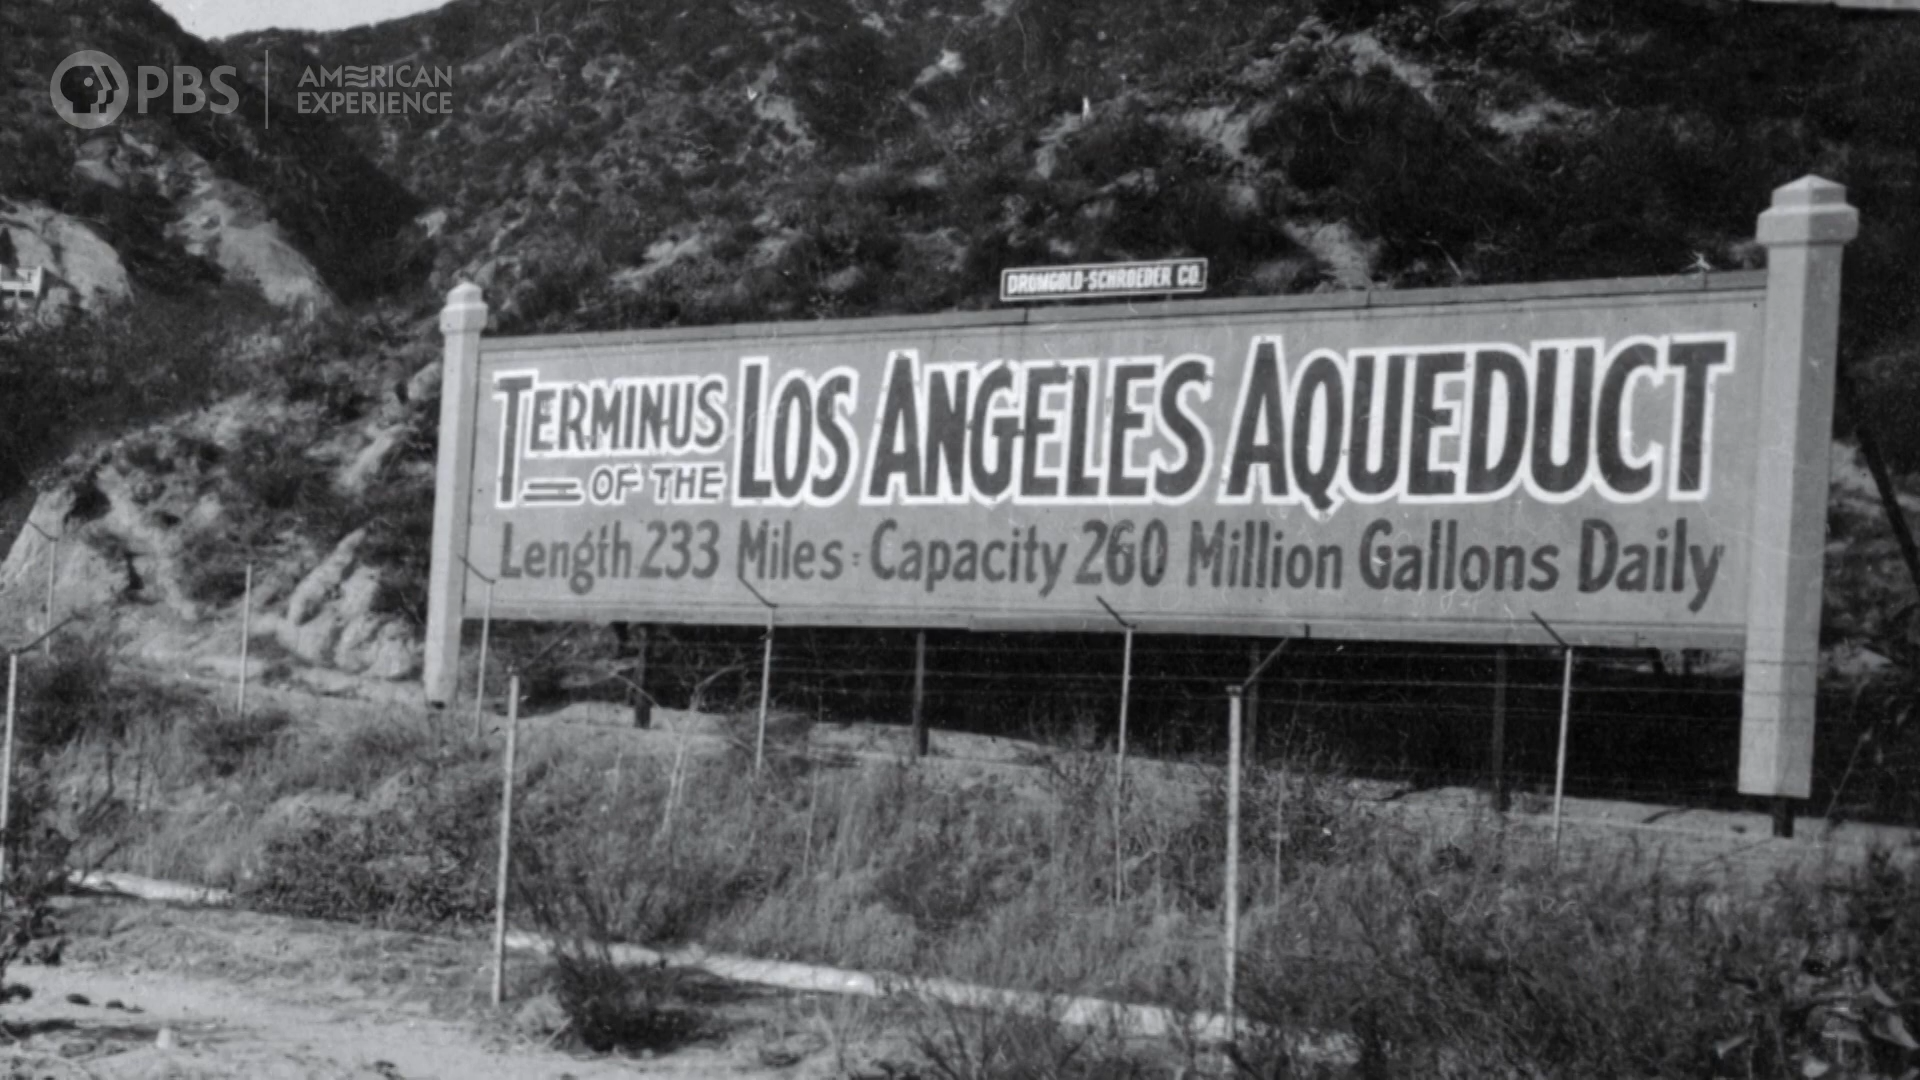 PBS
AMERICAN
EXPERIENCE
DROMGOLD-SCHROEDER CO.
TERMINUS
OF THE
LOS ANGELES AQUEDUCT
Length 233 Miles = Capacity 260 Million Gallons Daily